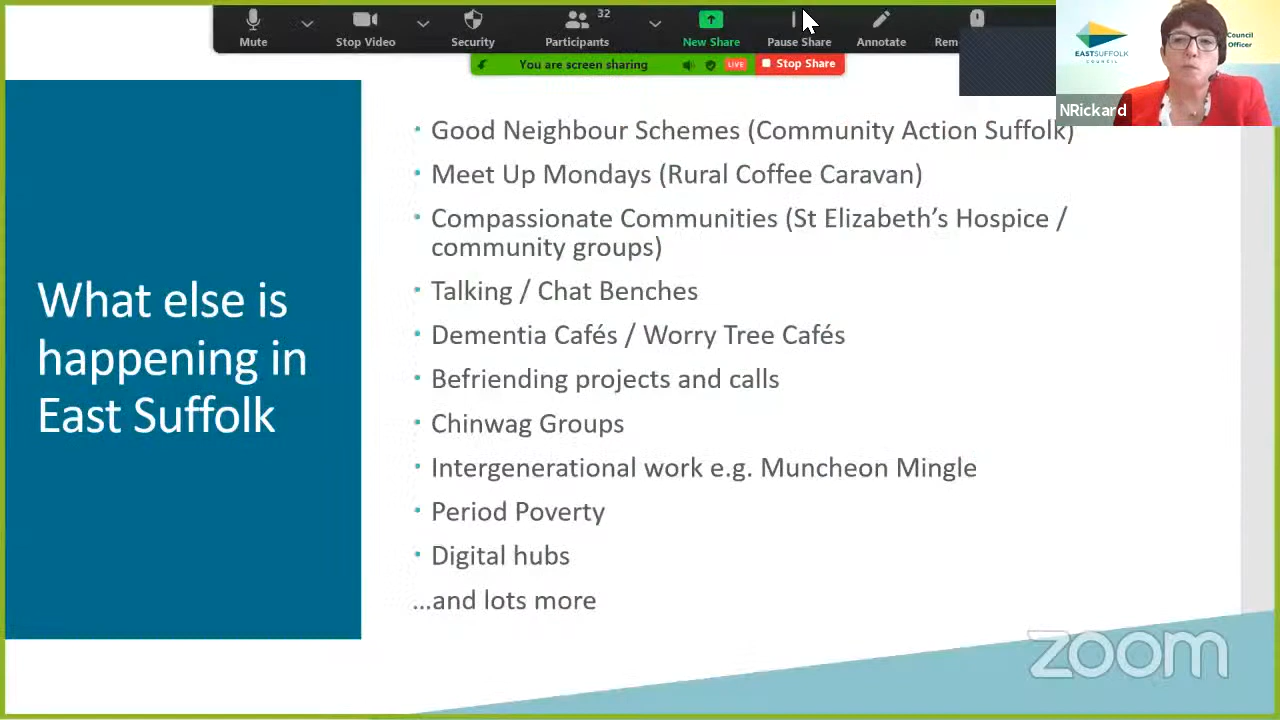 32
Mute
Stop Video
Security
Participants
New Share
Pause Share
Annotate
Rem
You are screen sharing
LIVE
Stop Share
EASTSUFFOLK
COUNCIL
Council
Officer
NRickard
What else is
happening in
East Suffolk
• Good Neighbour Schemes (Community Action Suffolk)
• Meet Up Mondays (Rural Coffee Caravan)
• Compassionate Communities (St Elizabeth’s Hospice /
community groups)
• Talking / Chat Benches
• Dementia Cafés / Worry Tree Cafés
• Befriending projects and calls
• Chinwag Groups
• Intergenerational work e.g. Muncheon Mingle
• Period Poverty
• Digital hubs
...and lots more
zoom